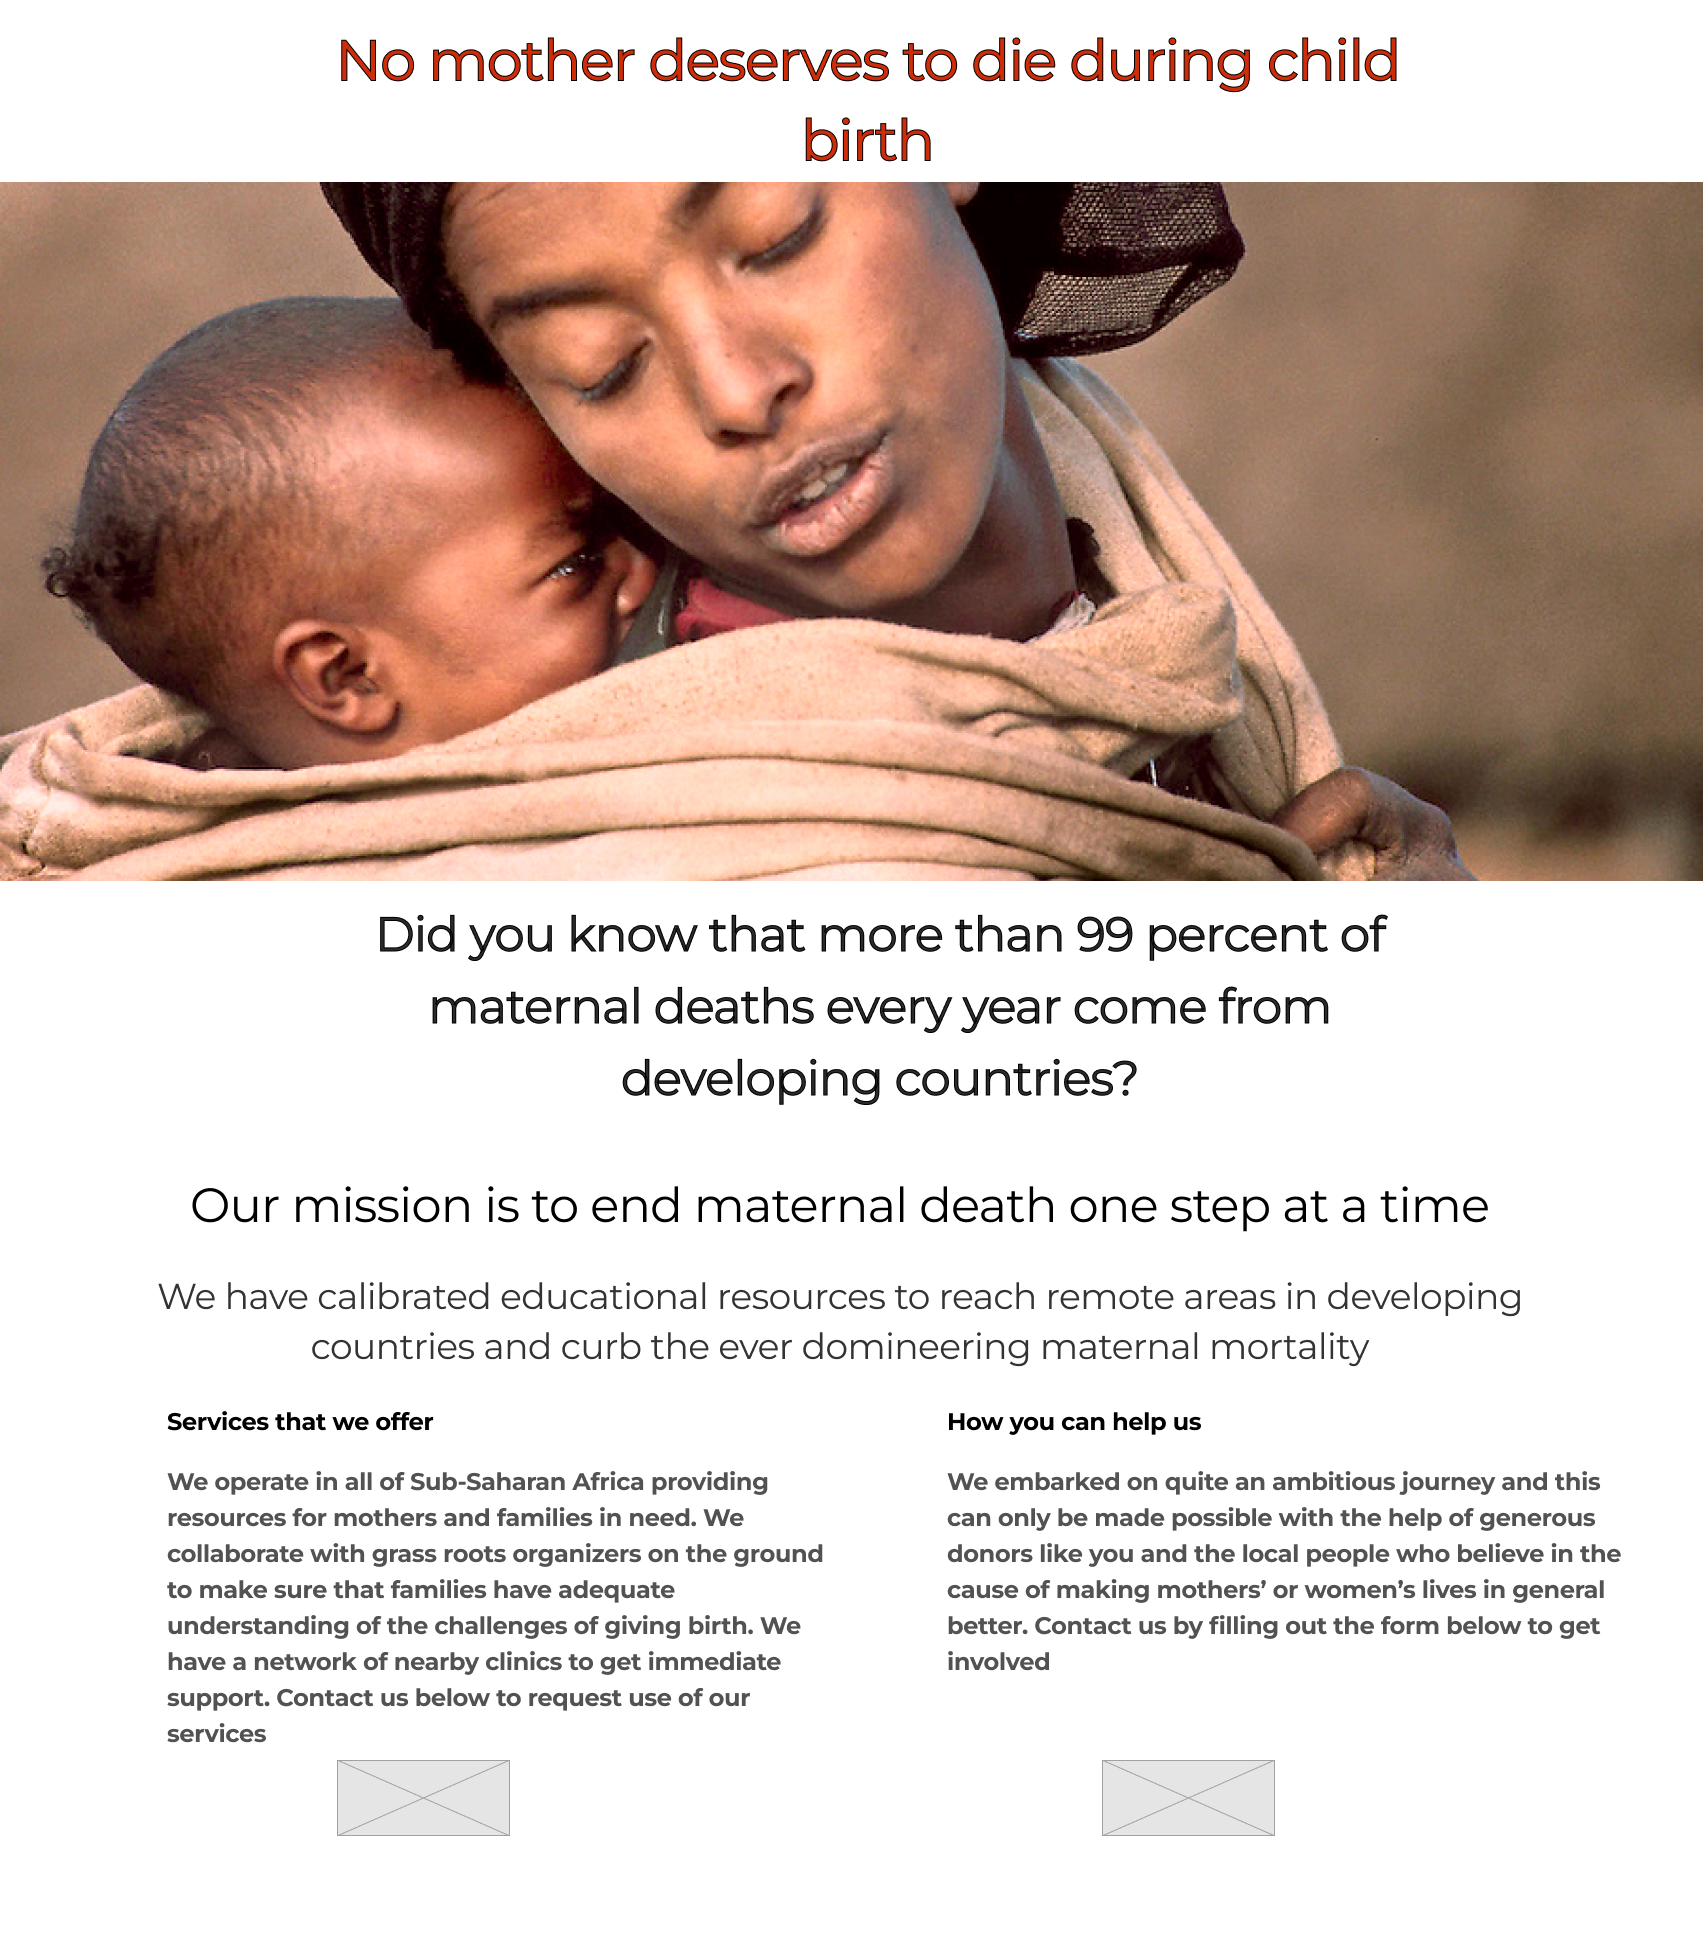 No mother deserves to die during child
birth
Did you know that more than 99 percent of
maternal deaths every year come from
developing countries?
Our mission is to end maternal death one step at a time
We have calibrated educational resources to reach remote areas in developing
countries and curb the ever domineering maternal mortality
Services that we offer
We operate in all of Sub-Saharan Africa providing
resources for mothers and families in need. We
collaborate with grass roots organizers on the ground
to make sure that families have adequate
understanding of the challenges of giving birth. We
have a network of nearby clinics to get immediate
support. Contact us below to request use of our
services
How you can help us
We embarked on quite an ambitious journey and this
can only be made possible with the help of generous
donors like you and the local people who believe in the
cause of making mothers’ or women’s lives in general
better. Contact us by filling out the form below to get
involved